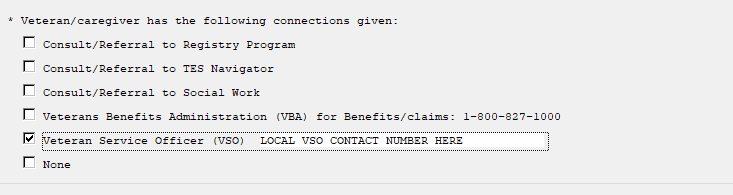 * Veteran/caregiver has the following connections given:
Consult/Referral to Registry Program
Consult/Referral to TES Navigator
Consult/Referral to Social Work
Veterans Benefits Administration (VBA) for Benefits/claims: 1-800-827-1000
Veteran Service Officer (VSO) LOCAL VSO CONTACT NUMBER HERE
None